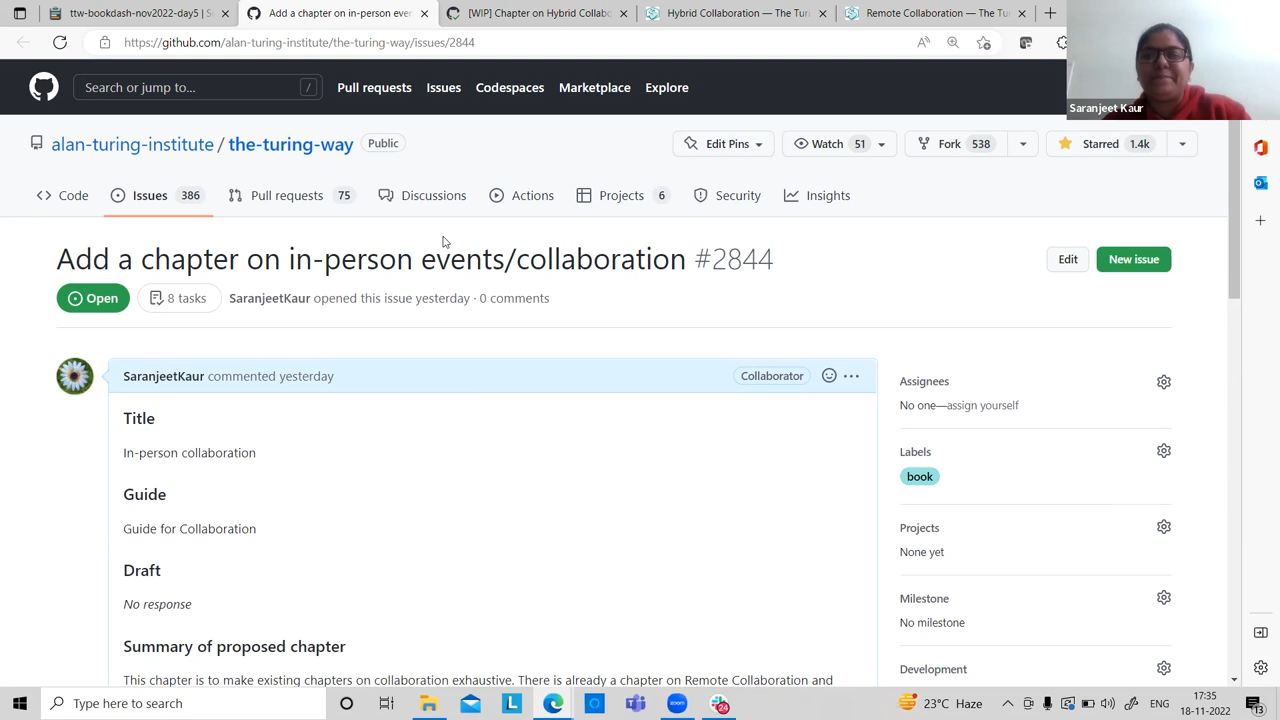 ttw-bookdash-nov2022-day5 | S
Add a chapter on in-person even
[WIP] Chapter on Hybrid Collab
Hybrid Collaboration — The Turi
Remote Collaboration — The Tu
https://github.com/alan-turing-institute/the-turing-way/issues/2844
Saranjeet Kaur
Search or jump to... /
Pull requests Issues Codespaces Marketplace Explore
alan-turing-institute / the-turing-way Public
Edit Pins Watch 51 Fork 538 Starred 1.4k
Code Issues 386 Pull requests 75 Discussions Actions Projects 6 Security Insights
Add a chapter on in-person events/collaboration #2844
Edit New issue
Open 8 tasks SaranjeetKaur opened this issue yesterday · 0 comments
SaranjeetKaur commented yesterday Collaborator
Title
In-person collaboration
Guide
Guide for Collaboration
Draft
No response
Summary of proposed chapter
This chapter is to make existing chapters on collaboration exhaustive. There is already a chapter on Remote Collaboration and
Assignees
No one—assign yourself
Labels
book
Projects
None yet
Milestone
No milestone
Development
Type here to search
24
23°C Haze
ENG
17:35
18-11-2022
13